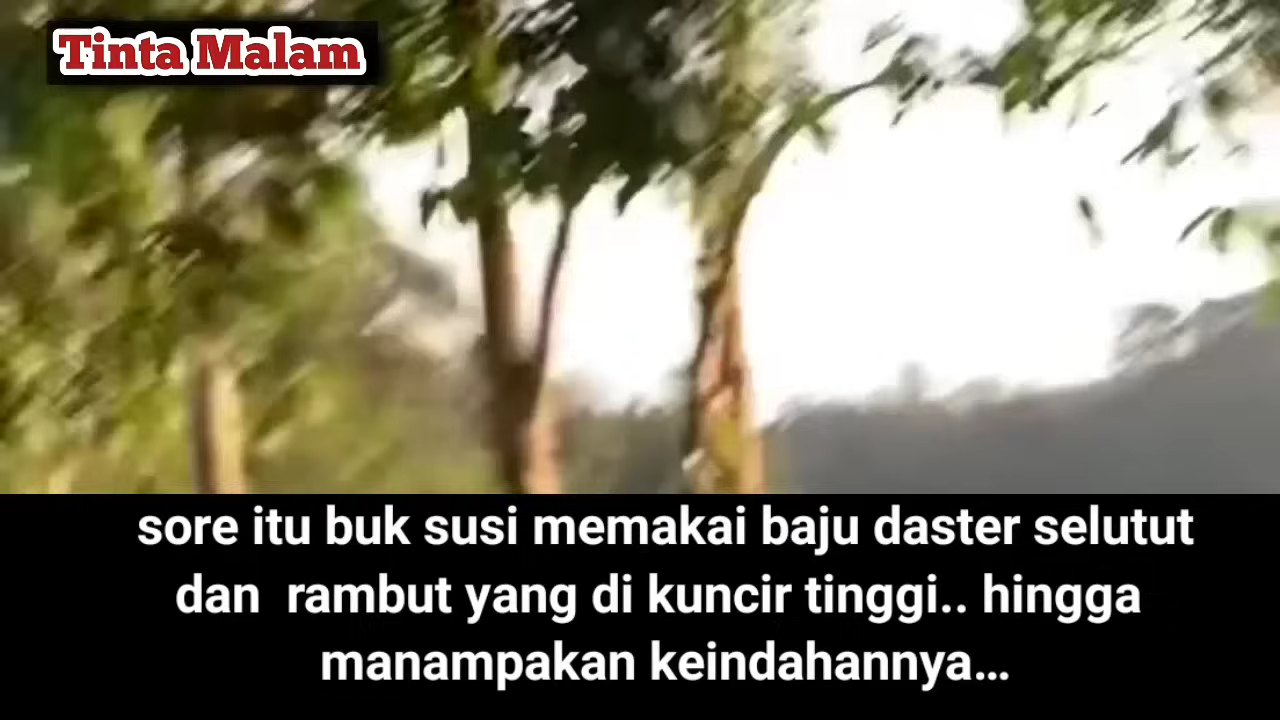 Tinta Malam
sore itu buk susi memakai baju daster selutut
dan rambut yang di kuncir tinggi.. hingga
manampakan keindahannya...